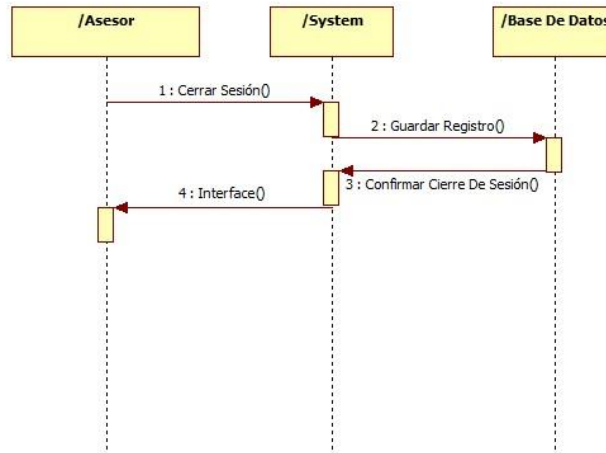 /Asesor
/System
/Base De Datos
1 : Cerrar Sesión()
2 : Guardar Registro()
3 : Confirmar Cierre De Sesión()
4 : Interface()